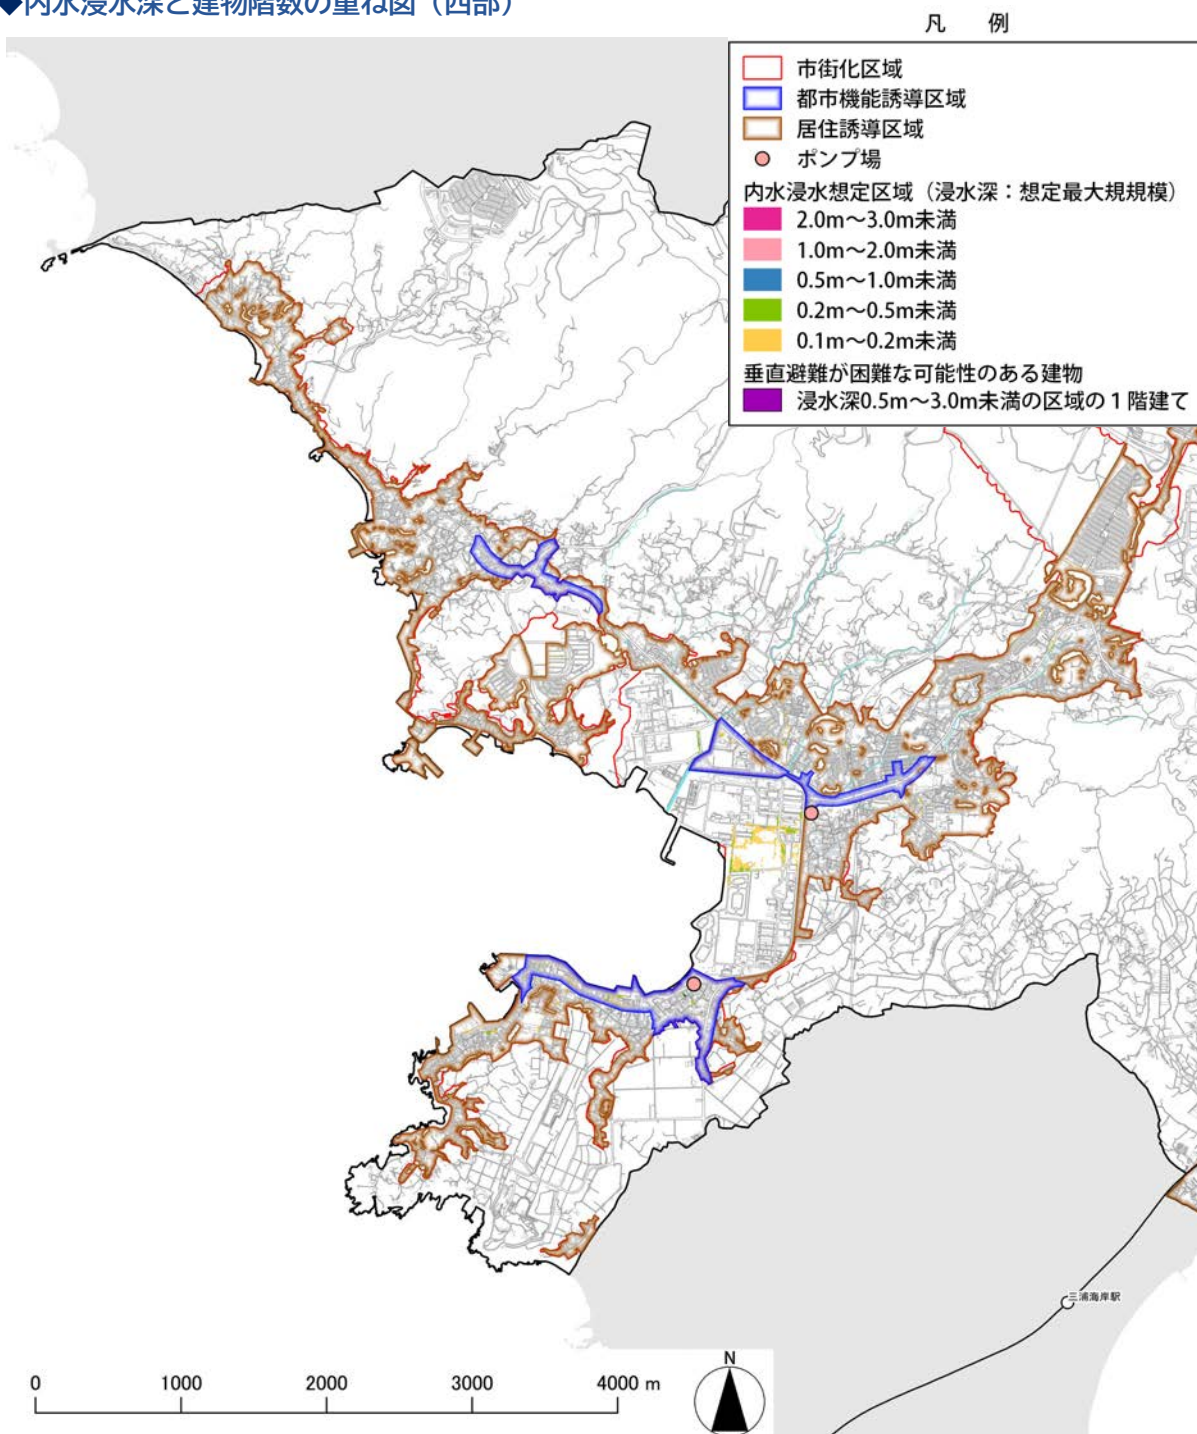 ◆内水浸水深と建物階数の重ね図（西部）
凡　例
市街化区域
都市機能誘導区域
居住誘導区域
ポンプ場
内水浸水想定区域（浸水深：想定最大規規模）
2.0m～3.0m未満
1.0m～2.0m未満
0.5m～1.0m未満
0.2m～0.5m未満
0.1m～0.2m未満
垂直避難が困難な可能性のある建物
浸水深0.5m～3.0m未満の区域の１階建て
三浦海岸駅
0 1000 2000 3000 4000 m
N